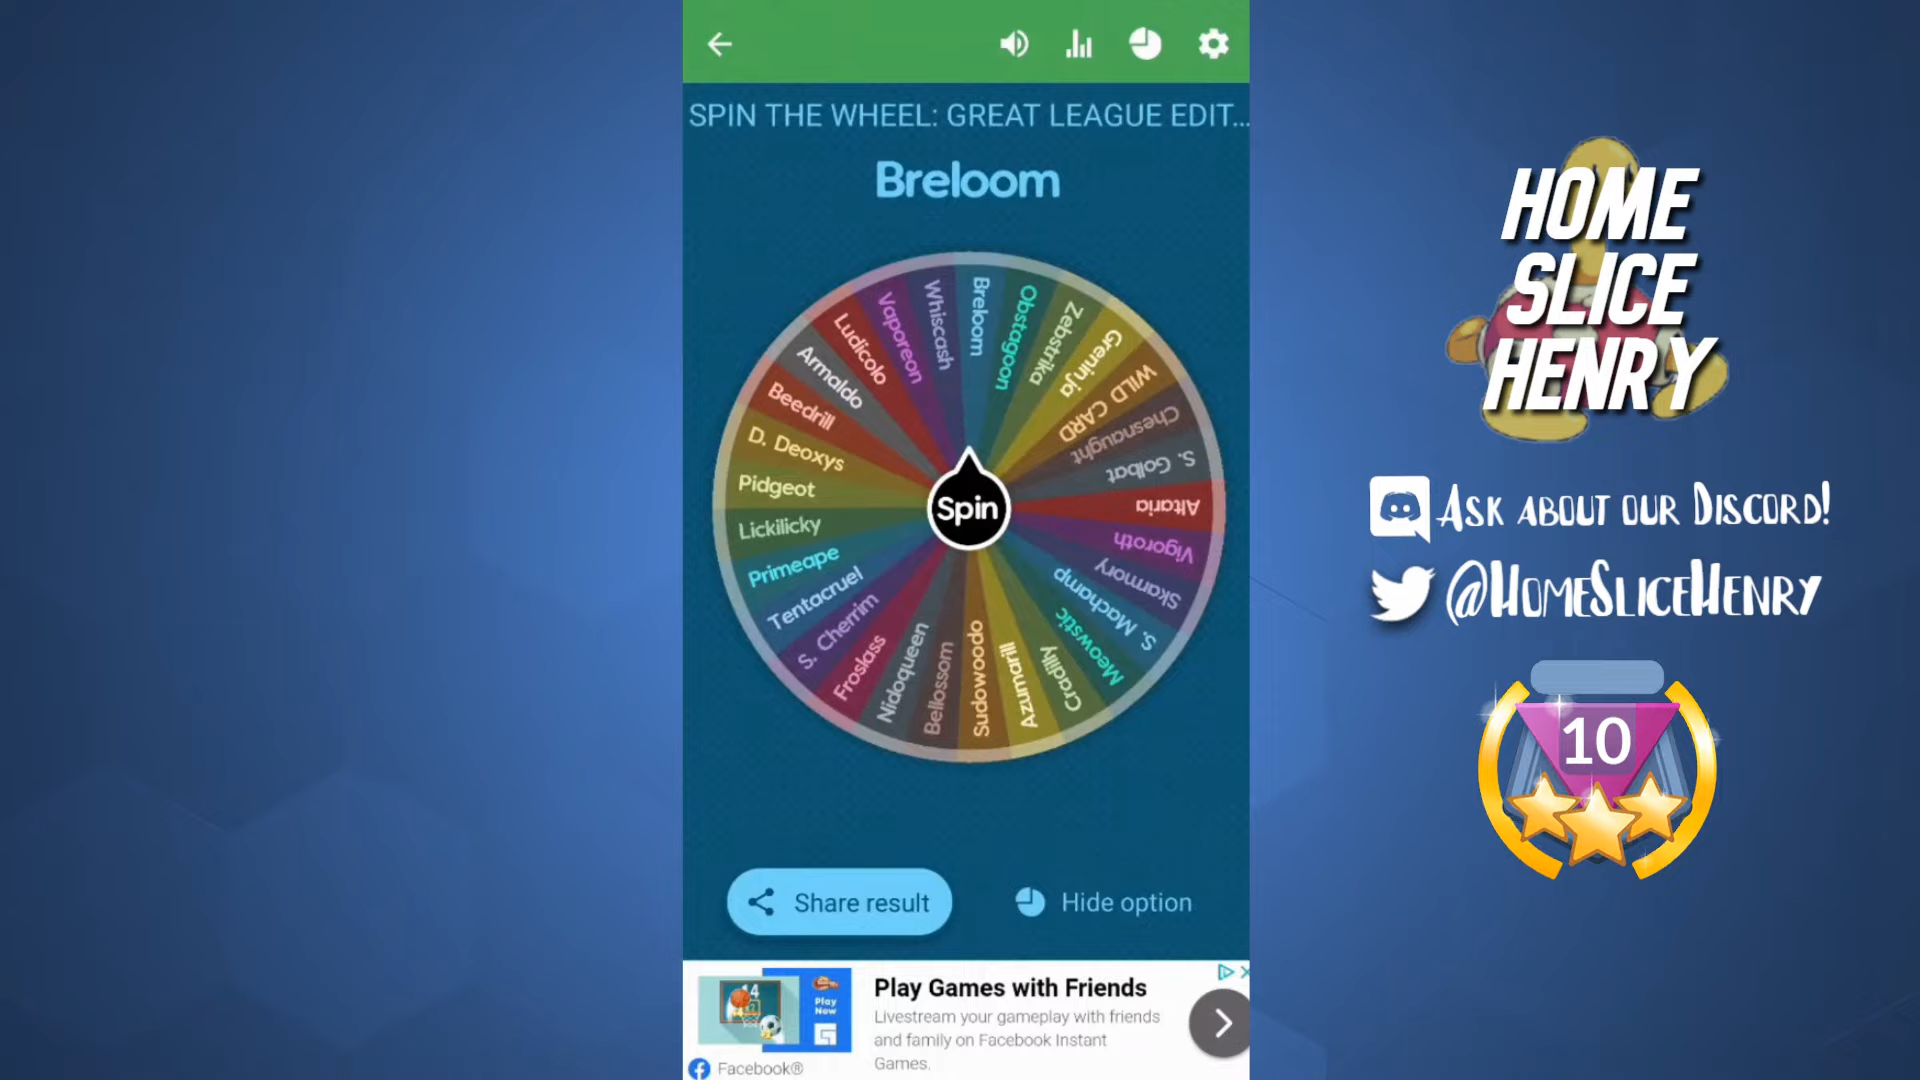 SPIN THE WHEEL: GREAT LEAGUE EDIT...
Breloom
Breloom
Obstagoon
Zebstrika
Greninja
WILD CARD
Chesnaught
S. Golbat
Altaria
Vigoroth
Skarmory
S. Machamp
Meowstic
Cradily
Azumarill
Sudowoodo
Bellossom
Nidoqueen
Froslass
S. Cherrim
Tentacruel
Primeape
Lickilicky
Pidgeot
D. Deoxys
Beedrill
Armaldo
Ludicolo
Vaporeon
Whiscash
Spin
Share result
Hide option
14
Play
Now
Play Games with Friends
Livestream your gameplay with friends
and family on Facebook Instant
Games.
Facebook®
HOME
SLICE
HENRY
ASK ABOUT OUR DISCORD!
@HOMESLICEHENRY
10